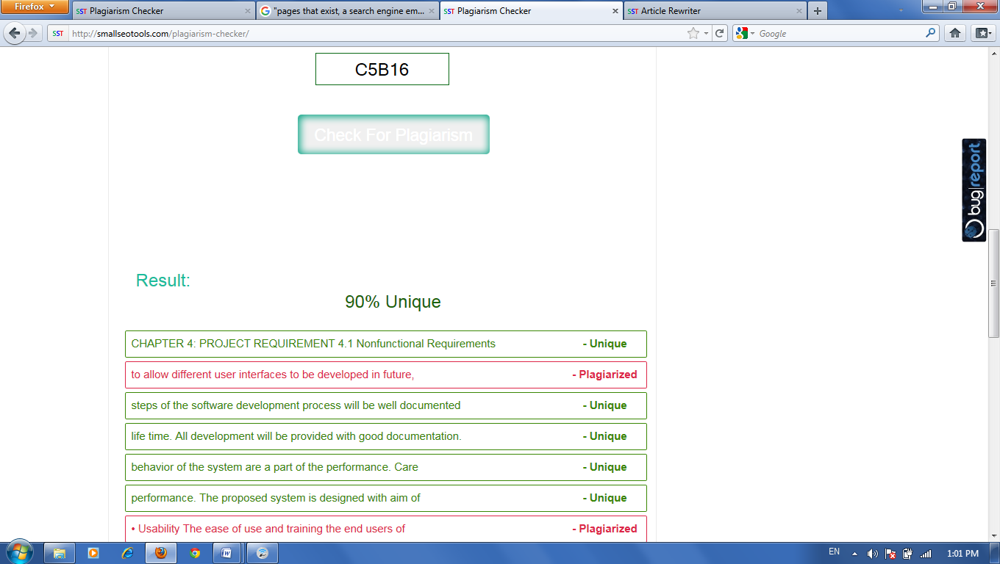 Firefox
SST Plagiarism Checker
"pages that exist, a search engine em...
SST Plagiarism Checker
SST Article Rewriter
SST http://smallseotools.com/plagiarism-checker/
Google
C5B16
Check For Plagiarism
bug|report
Result:
90% Unique
CHAPTER 4: PROJECT REQUIREMENT 4.1 Nonfunctional Requirements - Unique
to allow different user interfaces to be developed in future, - Plagiarized
steps of the software development process will be well documented - Unique
life time. All development will be provided with good documentation. - Unique
behavior of the system are a part of the performance. Care - Unique
performance. The proposed system is designed with aim of - Unique
• Usability The ease of use and training the end users of - Plagiarized
EN
1:01 PM